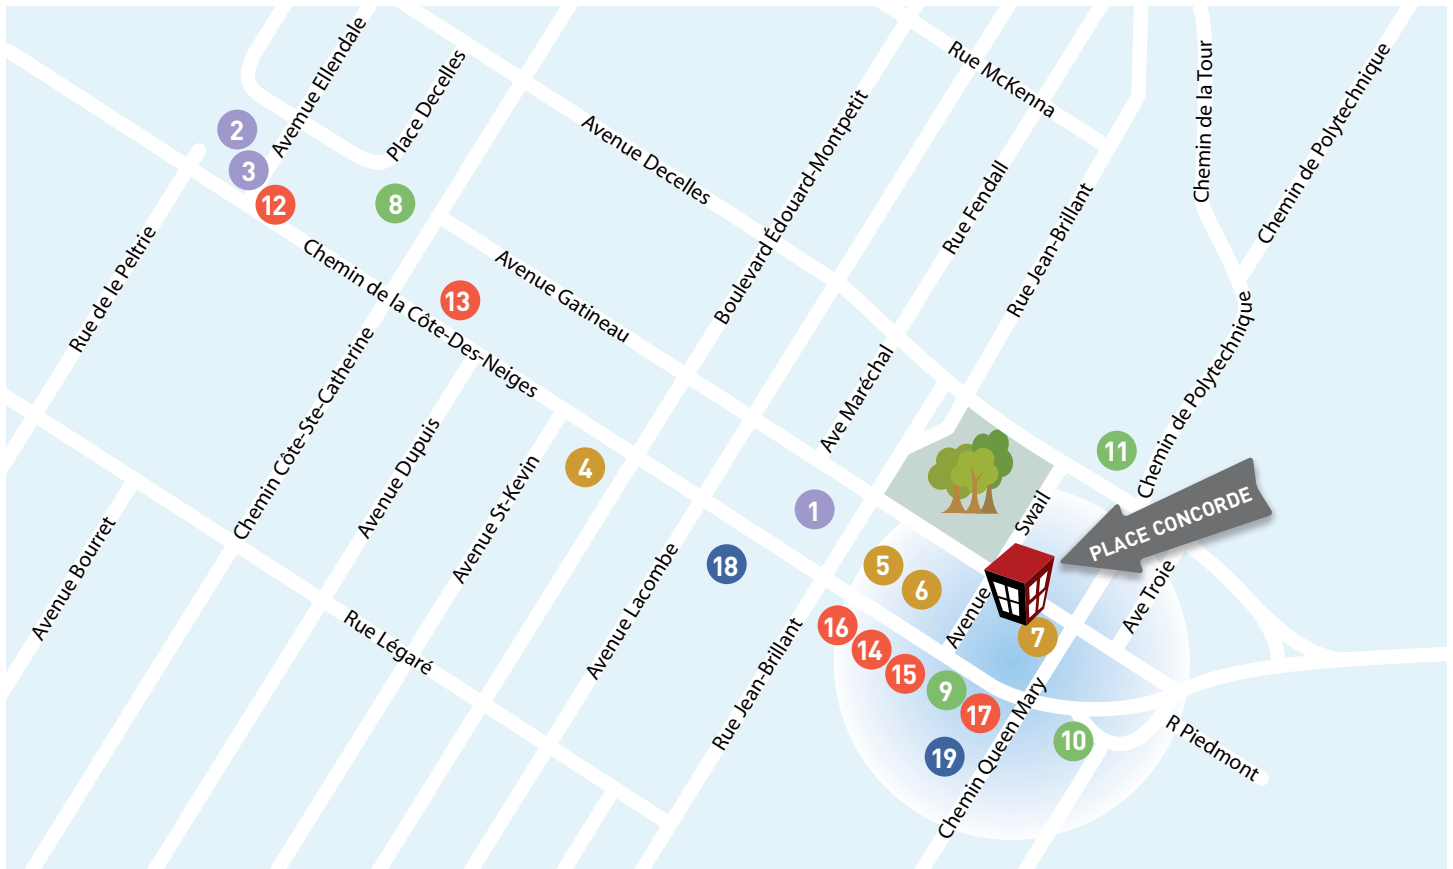 Avemue Ellendale
Place Decelles
Rue McKenna
Chemin de la Tour
Chemin de Polytechnique
Avenue Decelles
Boulevard Édouard-Montpetit
Rue Fendall
Rue Jean-Brillant
2
3
12
8
Rue de le Peltrie
Chemin de la Côte-Des-Neiges
13
Avenue Gatineau
Chemin de Polytechnique
Ave Maréchal
Chemin Côte-Ste-Catherine
Avenue Dupuis
Avenue St-Kevin
4
11
1
Swail
PLACE CONCORDE
Avenue Bourret
18
5
6
Avenue
Avenue Lacombe
Ave Troie
7
Rue Légaré
Rue Jean-Brillant
16
14
15
9
17
19
10
Chemin Queen Mary
R Piedmont